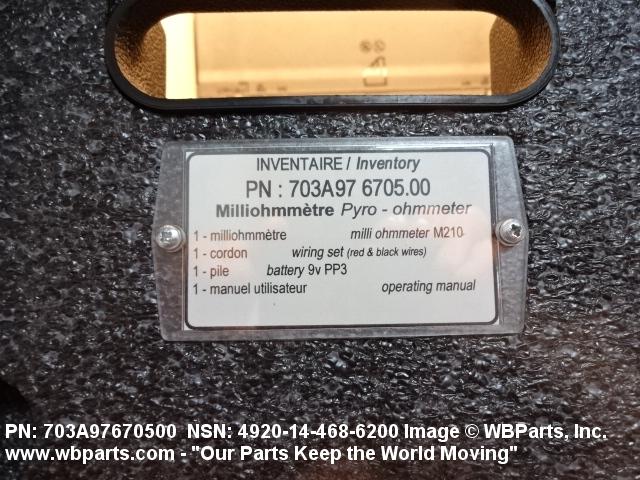 INVENTAIRE / Inventory
PN : 703A97 6705.00
Milliohmmètre Pyro - ohmmeter
1 - milliohmmètre milli ohmmeter M210
1 - cordon wiring set (red & black wires)
1 - pile battery 9v PP3
1 - manuel utilisateur operating manual
PN: 703A97670500 NSN: 4920-14-468-6200 Image © WBParts, Inc.
www.wbparts.com - "Our Parts Keep the World Moving"